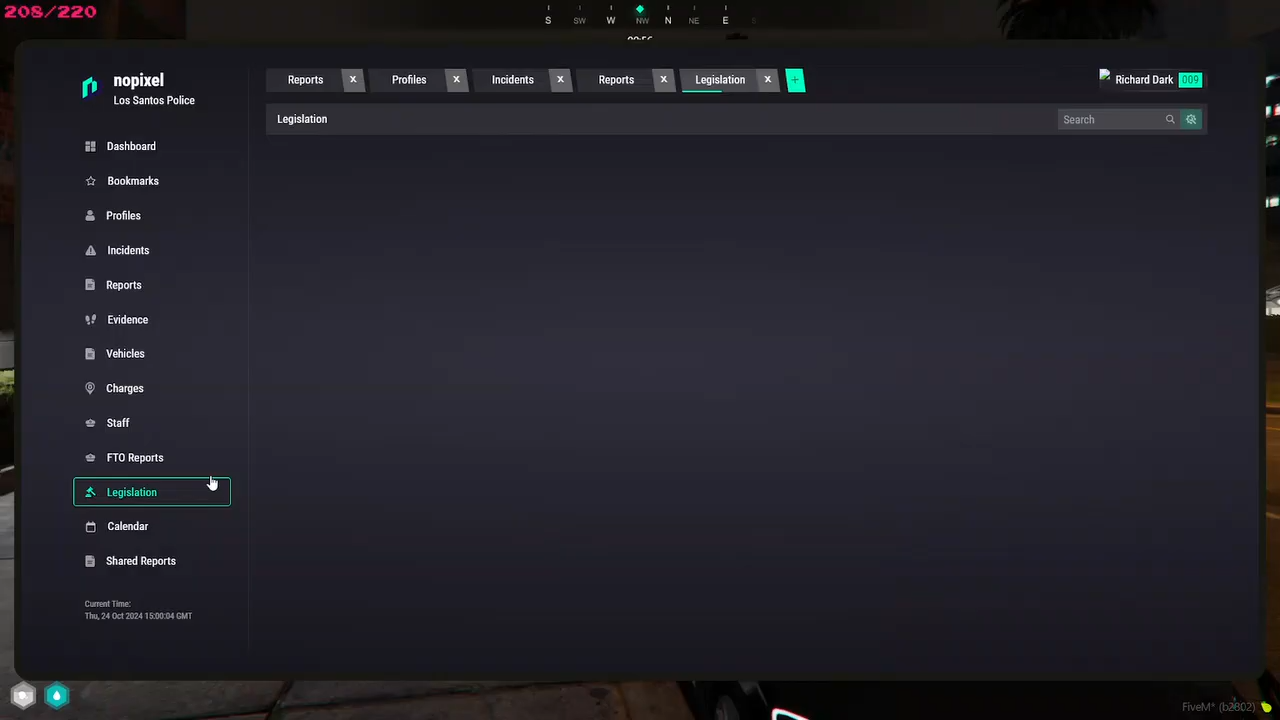 208/220
S SW W NW N NE E
nopixel
Los Santos Police
Reports x Profiles x Incidents x Reports x Legislation x +
Richard Dark 009
Legislation
Search
Dashboard
Bookmarks
Profiles
Incidents
Reports
Evidence
Vehicles
Charges
Staff
FTO Reports
Legislation
Calendar
Shared Reports
Current Time:
Thu, 24 Oct 2024 15:00:04 GMT
FiveM* (b2802)